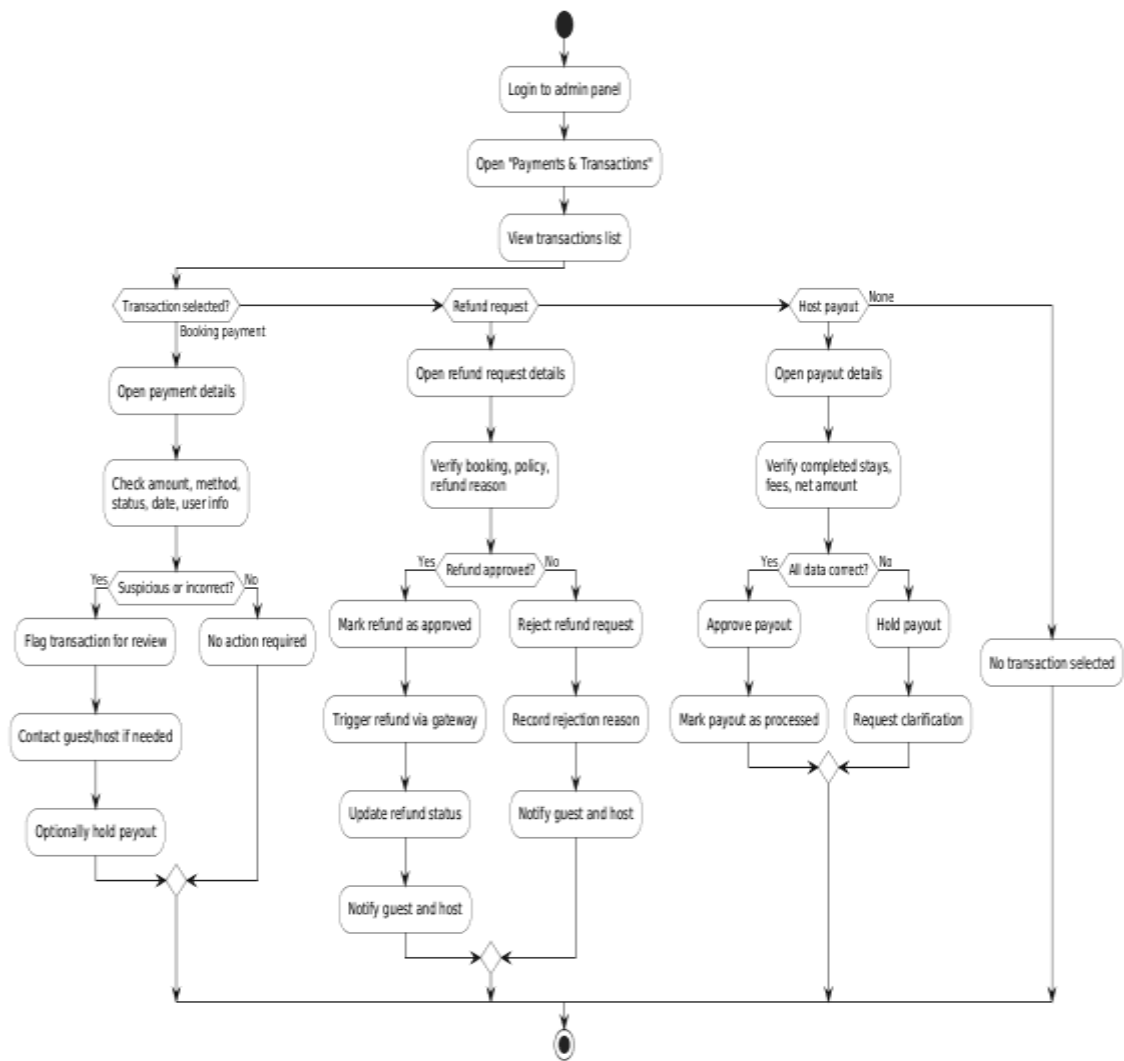 Login to admin panel
Open "Payments & Transactions"
View transactions list
Transaction selected?
Booking payment
Refund request
Host payout
None
Open payment details
Check amount, method,
status, date, user info
Suspicious or incorrect?
Yes
No
Flag transaction for review
Contact guest/host if needed
Optionally hold payout
No action required
Open refund request details
Verify booking, policy,
refund reason
Refund approved?
Yes
No
Mark refund as approved
Trigger refund via gateway
Update refund status
Notify guest and host
Reject refund request
Record rejection reason
Notify guest and host
Open payout details
Verify completed stays,
fees, net amount
All data correct?
Yes
No
Approve payout
Mark payout as processed
Hold payout
Request clarification
No transaction selected